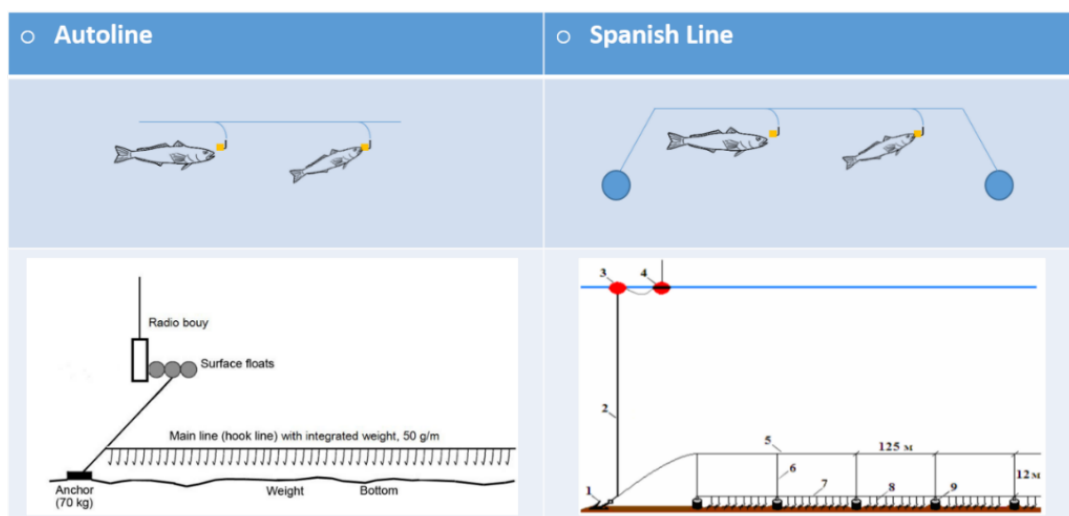 Autoline
Spanish Line
Radio bouy
Surface floats
Main line (hook line) with integrated weight, 50 g/m
Anchor
(70 kg)
Weight
Bottom
3
4
2
5
125 м
6
12м
1
7
8
9